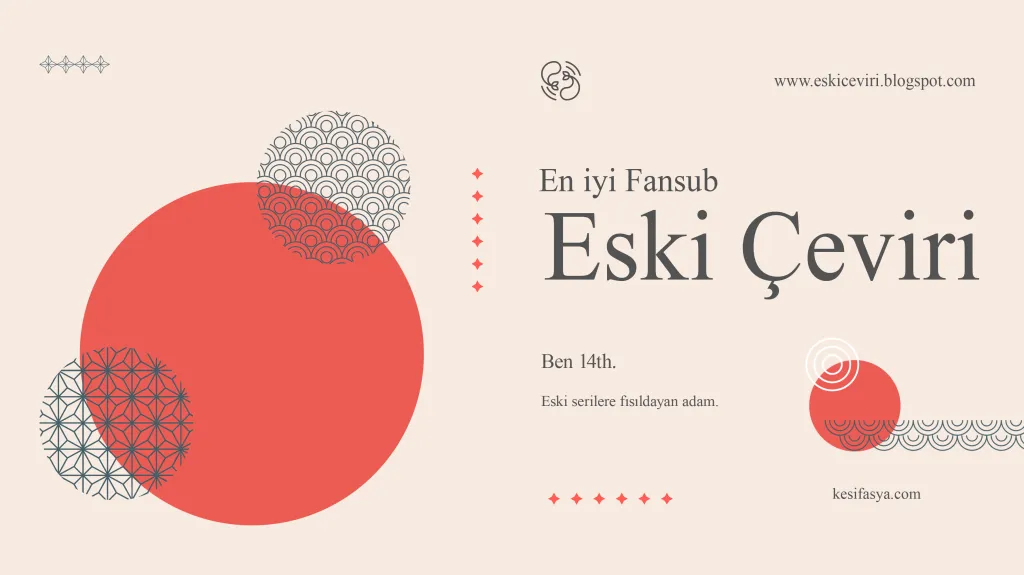 www.eskiceviri.blogspot.com
En iyi Fansub
Eski Çeviri
Ben 14th.
Eski serilere fısıldayan adam.
kesifasya.com